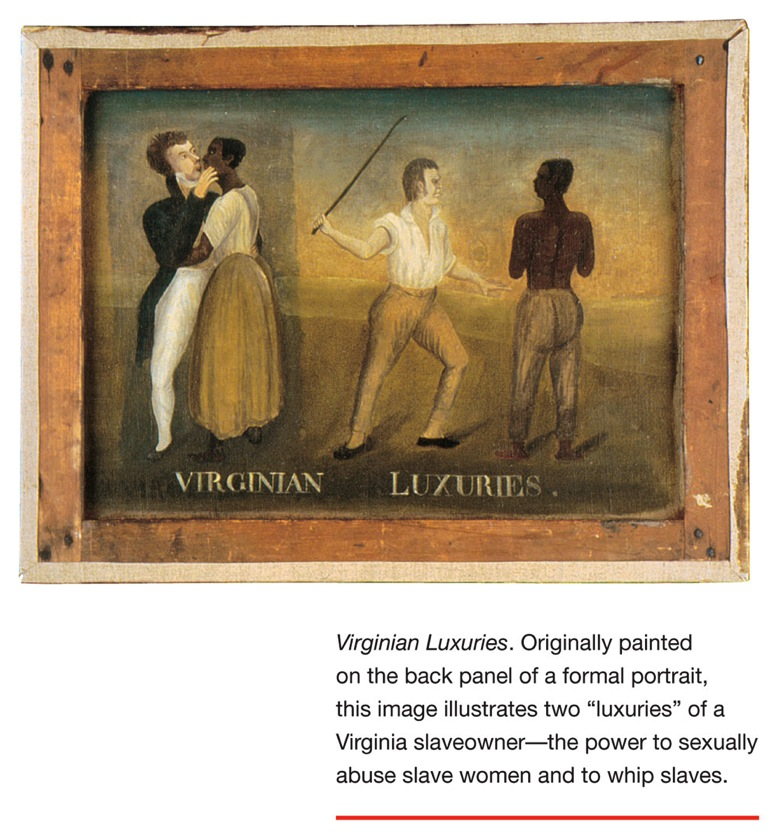 VIRGINIAN LUXURIES.
Virginian Luxuries. Originally painted
on the back panel of a formal portrait,
this image illustrates two “luxuries” of a
Virginia slaveowner—the power to sexually
abuse slave women and to whip slaves.